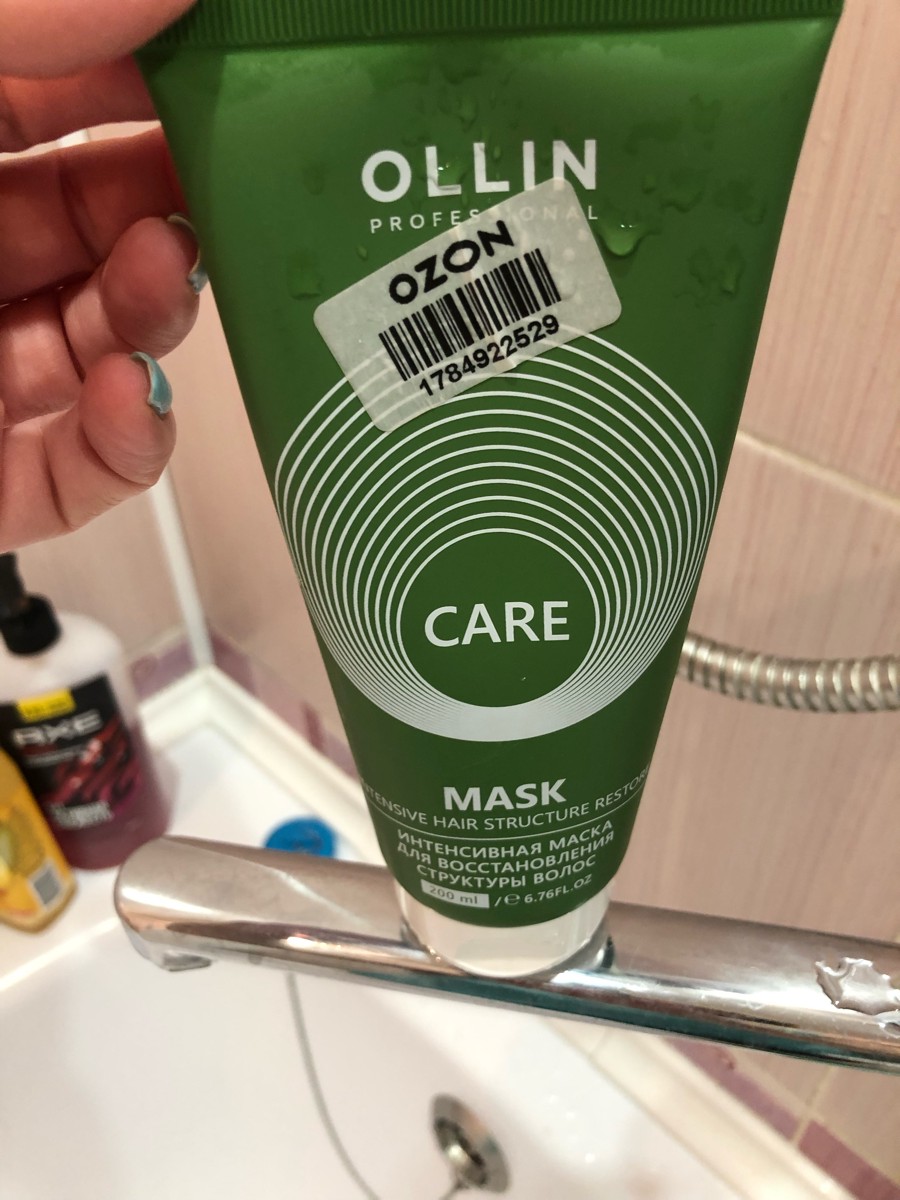 OLLIN
PROFESSIONAL
OZON
1784922529
CARE
MASK
INTENSIVE HAIR STRUCTURE RESTORE
ИНТЕНСИВНАЯ МАСКА
ДЛЯ ВОССТАНОВЛЕНИЯ
СТРУКТУРЫ ВОЛОС
200 ml / ℮ 6.76FL.OZ
AXE